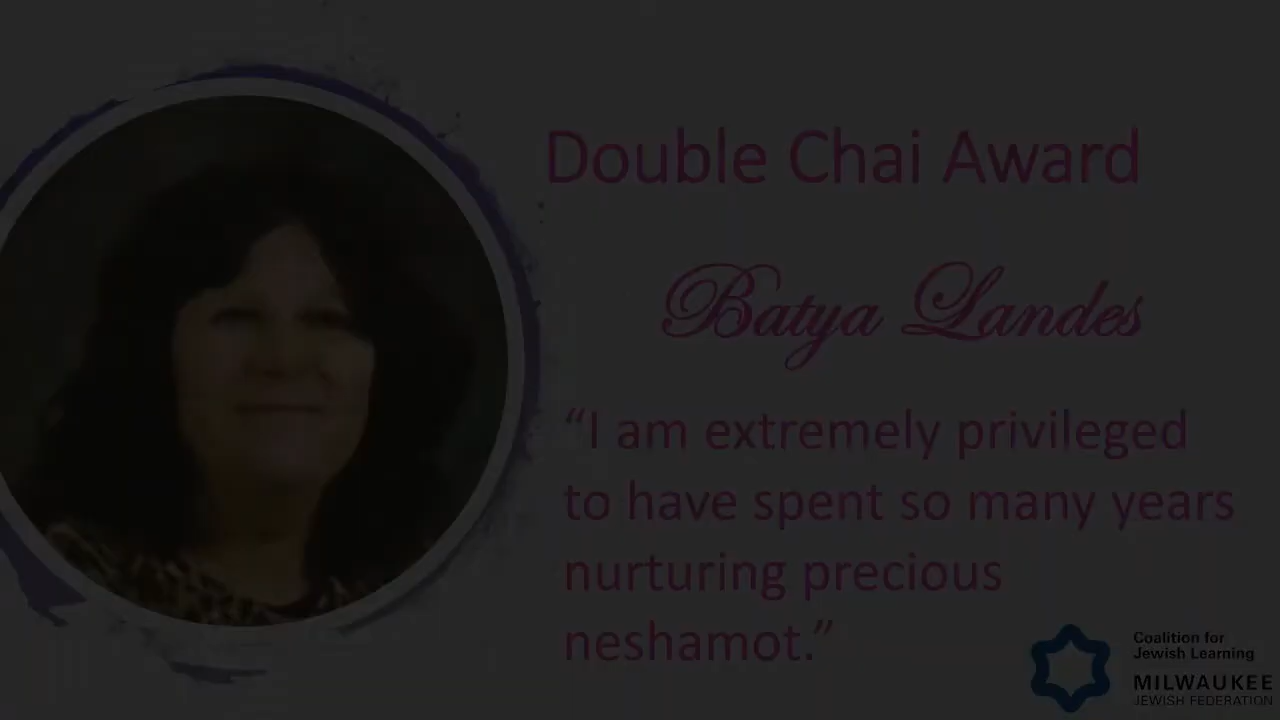 Double Chai Award
Batya Landes
“I am extremely privileged
to have spent so many years
nurturing precious
neshamot.”
Coalition for
Jewish Learning
MILWAUKEE
JEWISH FEDERATION